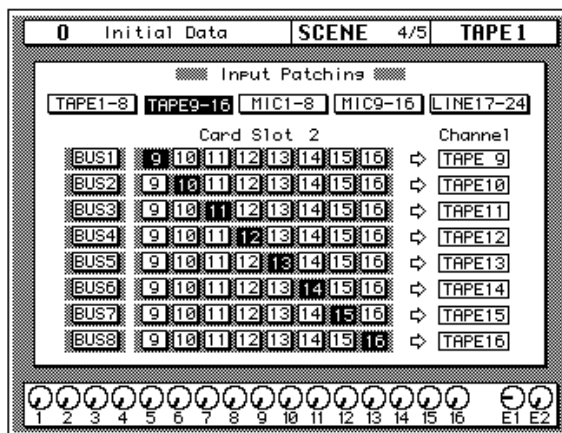 0 Initial Data SCENE 4/5 TAPE1
Input Patching
TAPE1-8 TAPE9-16 MIC1-8 MIC9-16 LINE17-24
Card Slot 2 Channel
BUS1 9 10 11 12 13 14 15 16 ⇨ TAPE 9
BUS2 9 10 11 12 13 14 15 16 ⇨ TAPE10
BUS3 9 10 11 12 13 14 15 16 ⇨ TAPE11
BUS4 9 10 11 12 13 14 15 16 ⇨ TAPE12
BUS5 9 10 11 12 13 14 15 16 ⇨ TAPE13
BUS6 9 10 11 12 13 14 15 16 ⇨ TAPE14
BUS7 9 10 11 12 13 14 15 16 ⇨ TAPE15
BUS8 9 10 11 12 13 14 15 16 ⇨ TAPE16
1 2 3 4 5 6 7 8 9 10 11 12 13 14 15 16 E1 E2